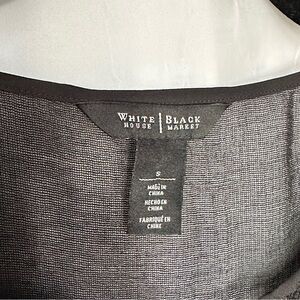 WHITE | BLACK
HOUSE | MARKET
S
MADE IN
CHINA
HECHO EN
CHINA
FABRIQUÉ EN
CHINE